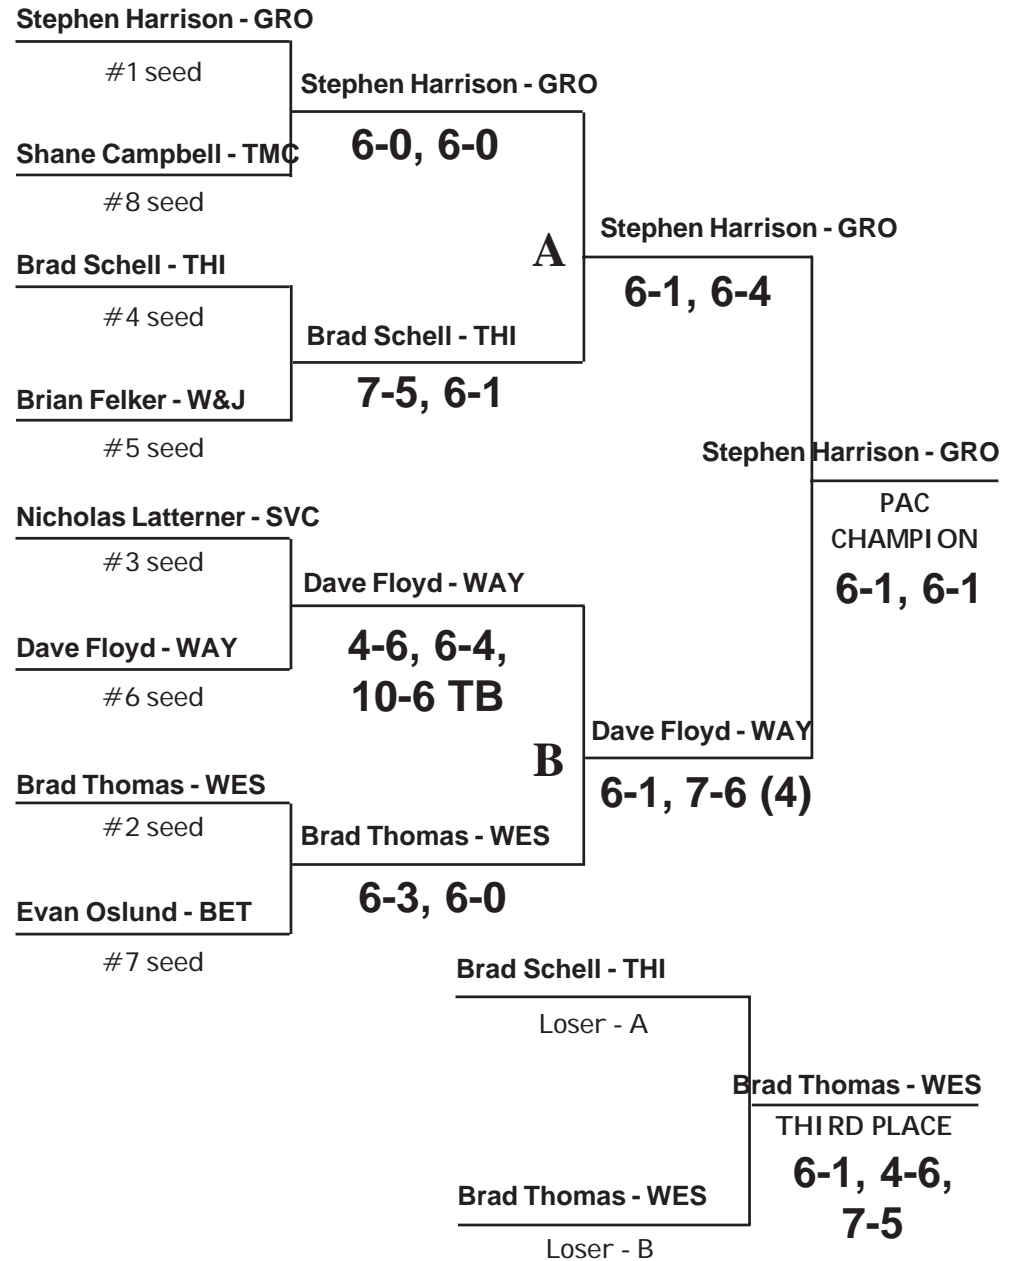 Stephen Harrison - GRO
#1 seed
Shane Campbell - TMC
#8 seed
Brad Schell - THI
#4 seed
Brian Felker - W&J
#5 seed
Nicholas Latterner - SVC
#3 seed
Dave Floyd - WAY
#6 seed
Brad Thomas - WES
#2 seed
Evan Oslund - BET
#7 seed
Stephen Harrison - GRO
6-0, 6-0
Brad Schell - THI
7-5, 6-1
Dave Floyd - WAY
4-6, 6-4,
10-6 TB
Brad Thomas - WES
6-3, 6-0
A
Stephen Harrison - GRO
6-1, 6-4
B
Dave Floyd - WAY
6-1, 7-6 (4)
Stephen Harrison - GRO
PAC
CHAMPION
6-1, 6-1
Brad Schell - THI
Loser - A
Brad Thomas - WES
Loser - B
Brad Thomas - WES
THIRD PLACE
6-1, 4-6,
7-5